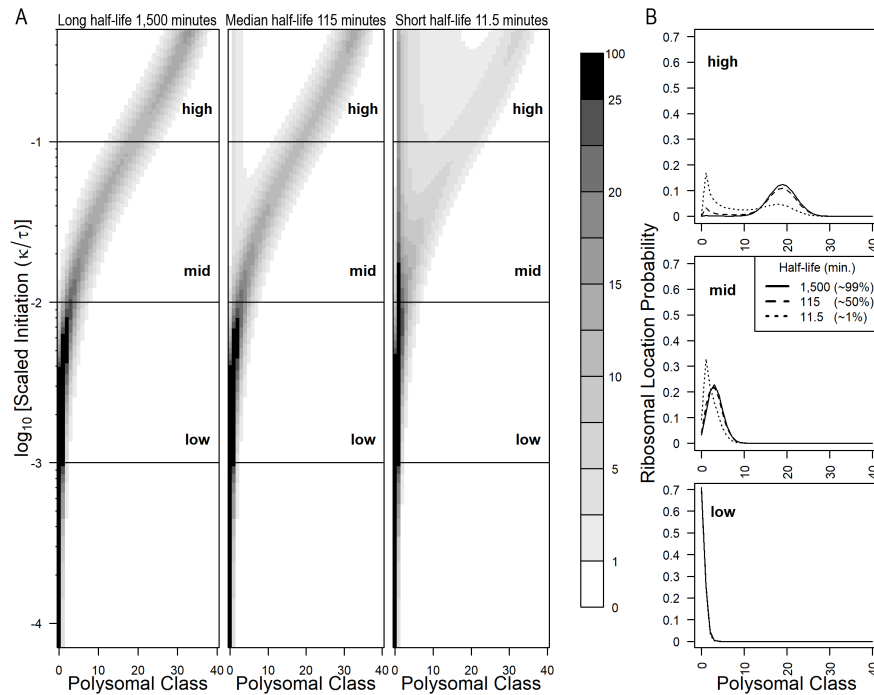 A
Long half-life 1,500 minutes
Median half-life 115 minutes
Short half-life 11.5 minutes
log10 [Scaled Initiation (κ/τ)]
-1
-2
-3
-4
high
mid
low
high
mid
low
high
mid
low
0 10 20 30 40
0 10 20 30 40
0 10 20 30 40
Polysomal Class
Polysomal Class
Polysomal Class
100
25
20
15
10
5
1
0
B
Ribosomal Location Probability
high
0.7
0.6
0.5
0.4
0.3
0.2
0.1
0
0 10 20 30 40
mid
Half-life (min.)
1,500 (~99%)
115 (~50%)
11.5 (~1%)
0.7
0.6
0.5
0.4
0.3
0.2
0.1
0
0 10 20 30 40
low
0.7
0.6
0.5
0.4
0.3
0.2
0.1
0
0 10 20 30 40
Polysomal Class